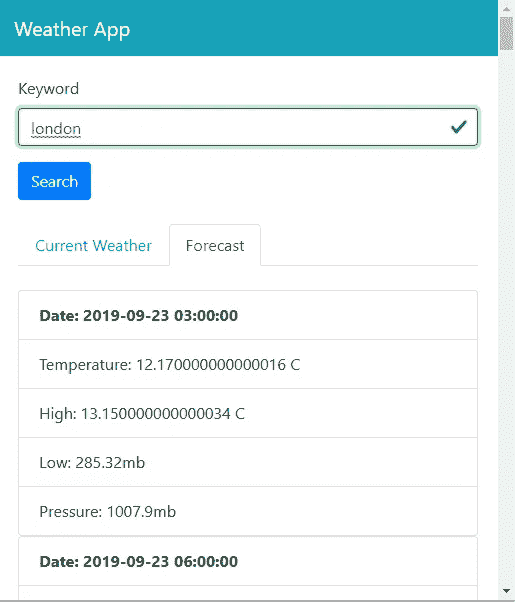 Weather App
Keyword
london
Search
Current Weather
Forecast
Date: 2019-09-23 03:00:00
Temperature: 12.170000000000016 C
High: 13.150000000000034 C
Low: 285.32mb
Pressure: 1007.9mb
Date: 2019-09-23 06:00:00